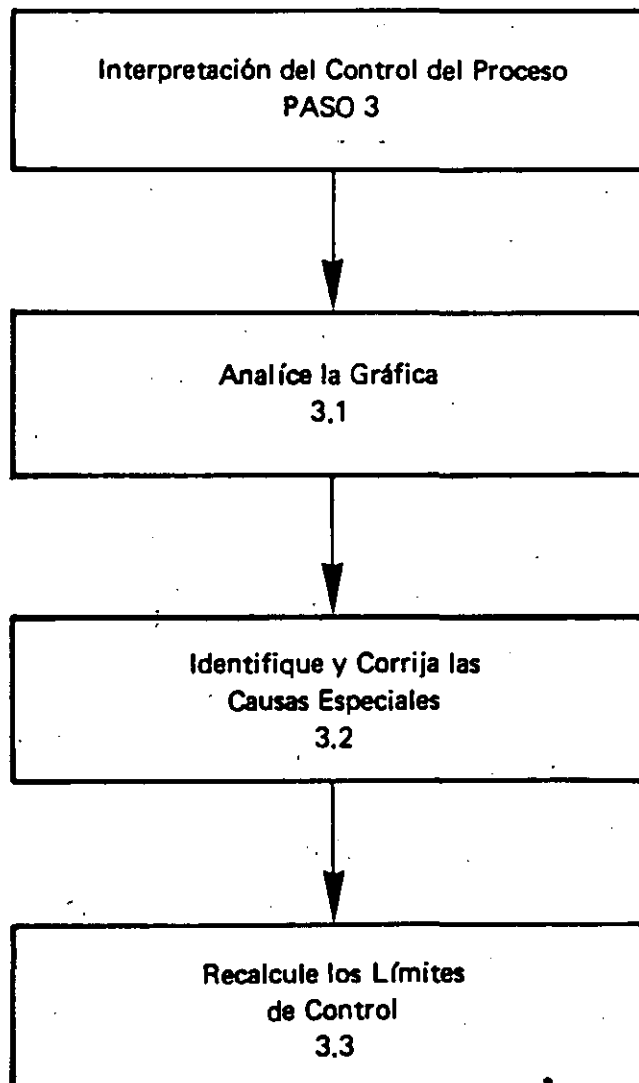 Interpretación del Control del Proceso
PASO 3
Analíce la Gráfica
3.1
Identifique y Corrija las
Causas Especiales
3.2
Recalcule los Límites
de Control
3.3